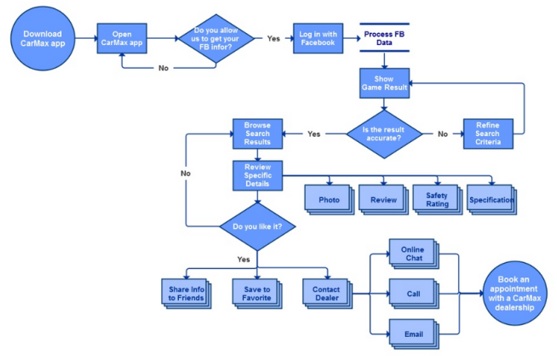 Download
CarMax app
Open
CarMax app
Do you allow
us to get your
FB infor?
Yes
No
Log in with
Facebook
Process FB
Data
Show
Game Result
Is the result
accurate?
No
Refine
Search
Criteria
Yes
Browse
Search
Results
No
Review
Specific
Details
Photo
Review
Safety
Rating
Specification
Do you like it?
Yes
Share info
to Friends
Save to
Favorite
Contact
Dealer
Online
Chat
Call
Email
Book an
appointment
with a CarMax
dealership